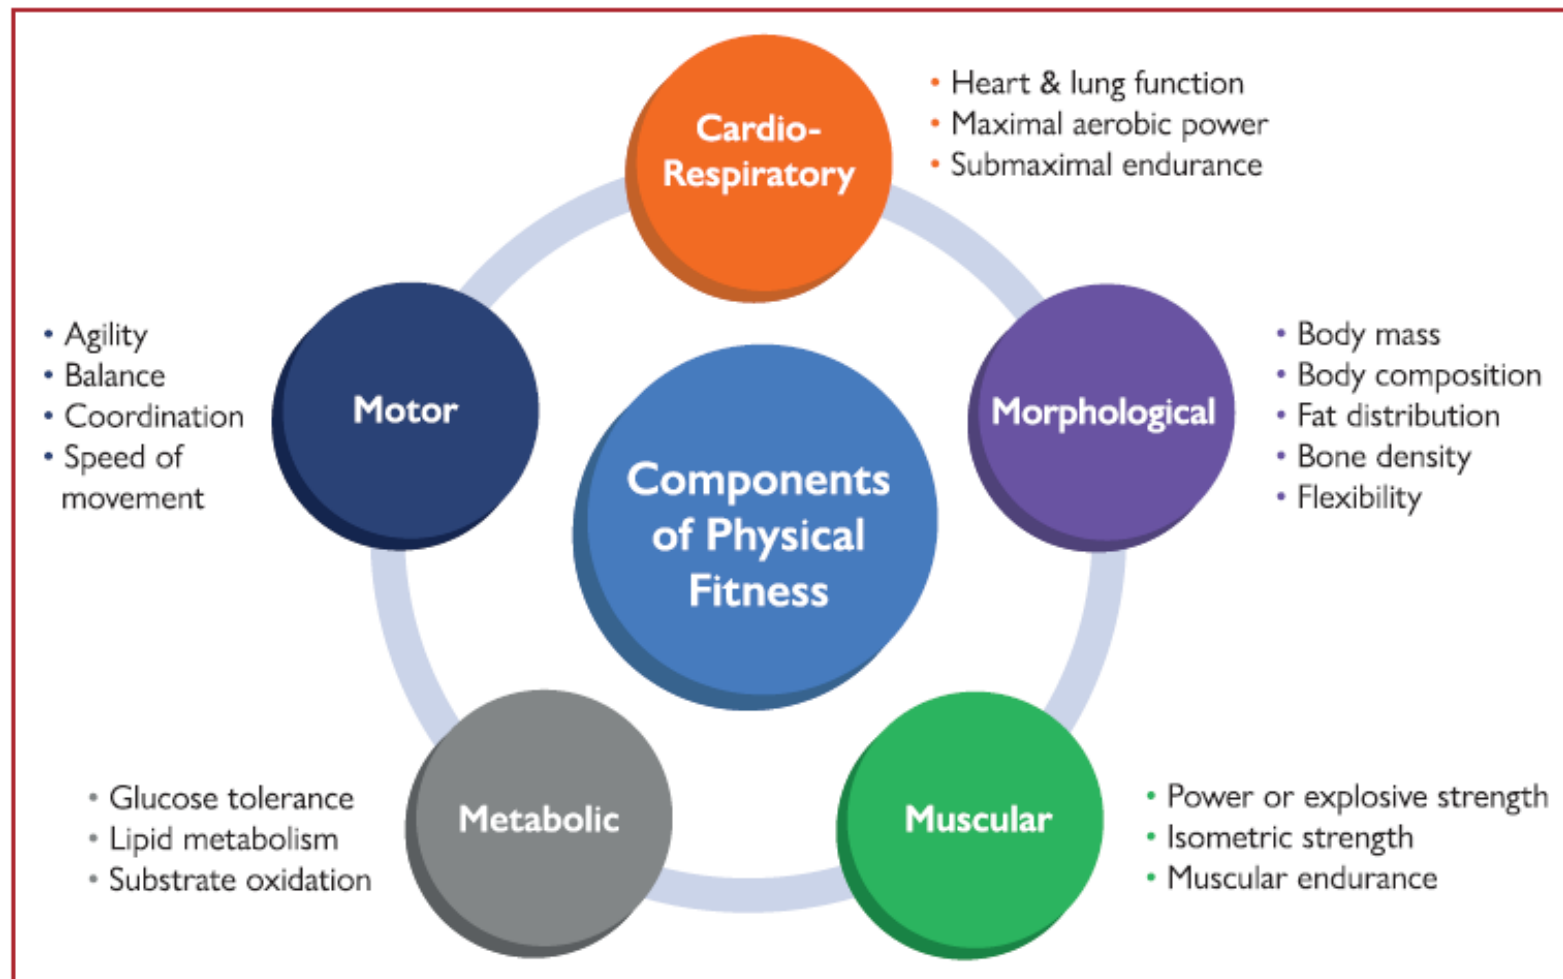 Cardio-
Respiratory
• Heart & lung function
• Maximal aerobic power
• Submaximal endurance
Morphological
• Body mass
• Body composition
• Fat distribution
• Bone density
• Flexibility
Muscular
• Power or explosive strength
• Isometric strength
• Muscular endurance
Metabolic
• Glucose tolerance
• Lipid metabolism
• Substrate oxidation
Motor
• Agility
• Balance
• Coordination
• Speed of
movement
Components
of Physical
Fitness